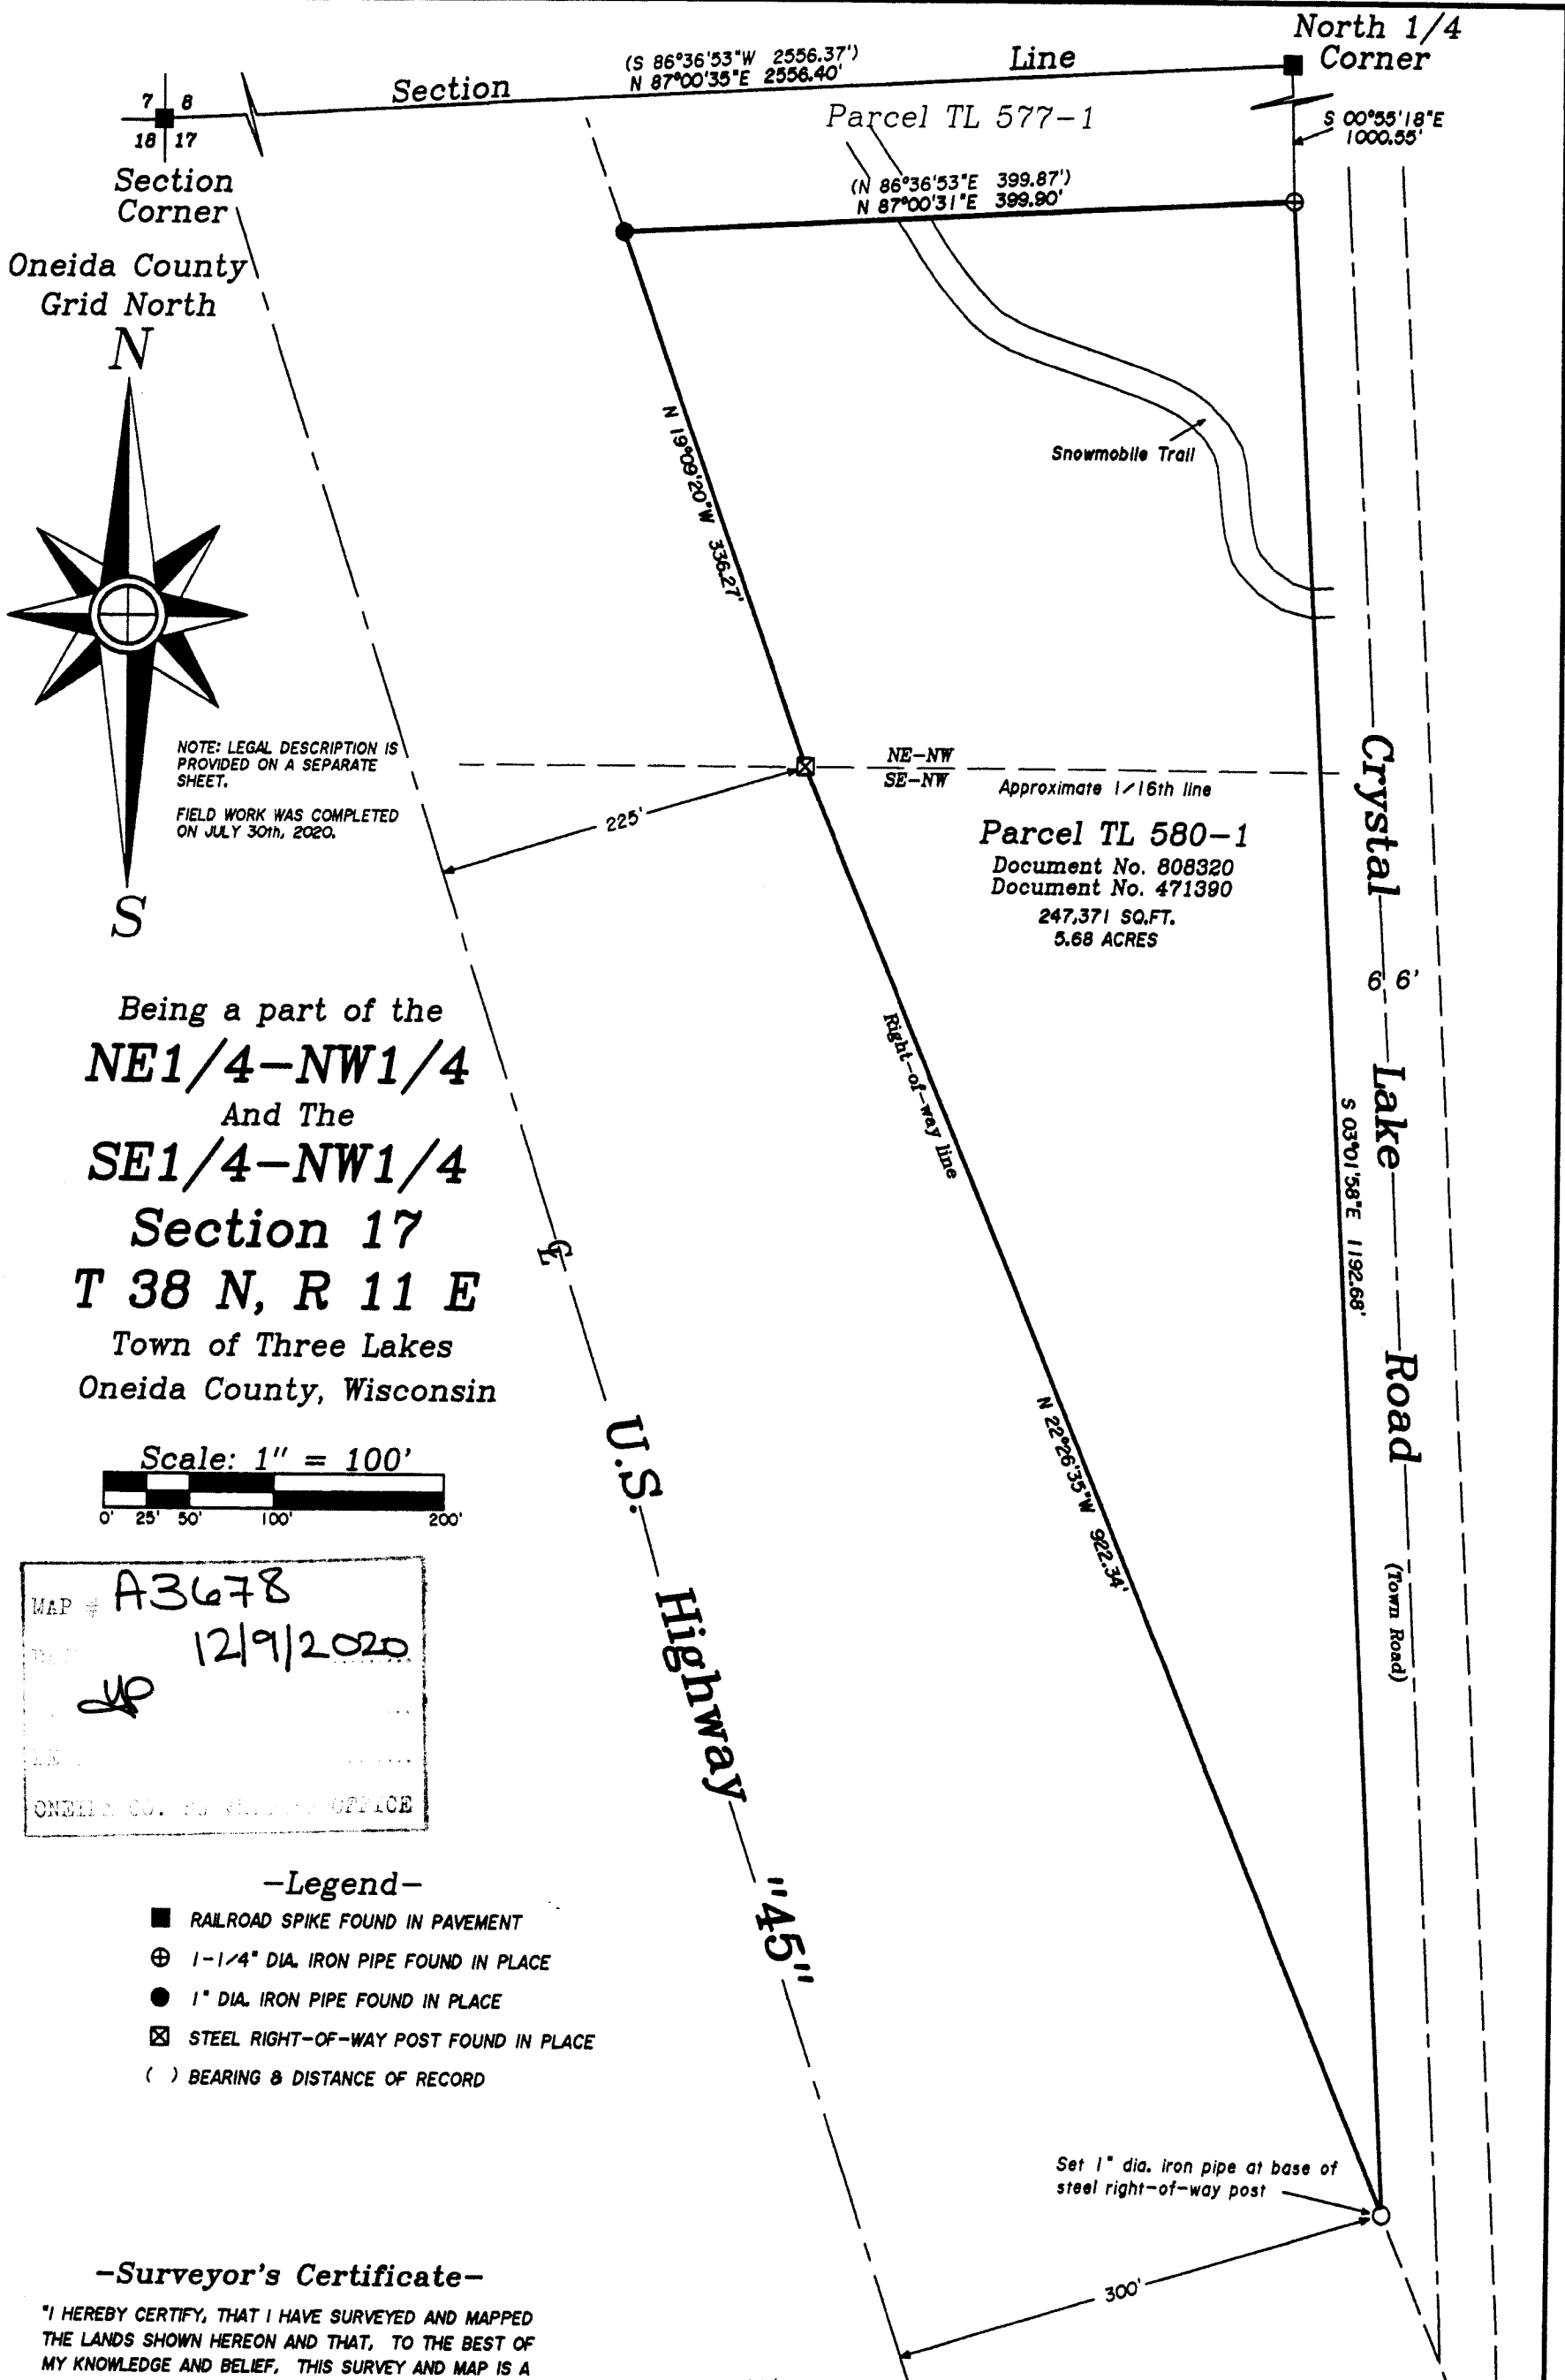 North 1/4
Corner
(S 86°36'53"W 2556.37')
N 87°00'35"E 2556.40'
Section Line
7 8
18 17
Section
Corner
Parcel TL 577-1
S 00°55'18"E
1000.55'
(N 86°36'53"E 399.87')
N 87°00'31"E 399.90'
Oneida County
Grid North
N
S
N 19°09'20"W 336.27'
Snowmobile Trail
NOTE: LEGAL DESCRIPTION IS
PROVIDED ON A SEPARATE
SHEET.
FIELD WORK WAS COMPLETED
ON JULY 30th, 2020.
225'
NE-NW
SE-NW
Approximate 1/16th line
Parcel TL 580-1
Document No. 808320
Document No. 471390
247,371 SQ.FT.
5.68 ACRES
Crystal Lake Road
66'
(Town Road)
S 03°01'58"E 1192.68'
Right-of-way line
N 22°26'35"W 922.34'
Being a part of the
NE1/4-NW1/4
And The
SE1/4-NW1/4
Section 17
T 38 N, R 11 E
Town of Three Lakes
Oneida County, Wisconsin
CL
U.S. Highway "45"
Scale: 1" = 100'
0' 25' 50' 100' 200'
MAP # A3678
12/9/2020
ONEIDA CO. OFFICE
-Legend-
RAILROAD SPIKE FOUND IN PAVEMENT
1-1/4" DIA. IRON PIPE FOUND IN PLACE
1" DIA. IRON PIPE FOUND IN PLACE
STEEL RIGHT-OF-WAY POST FOUND IN PLACE
( ) BEARING & DISTANCE OF RECORD
Set 1" dia. iron pipe at base of
steel right-of-way post
300'
-Surveyor's Certificate-
"I HEREBY CERTIFY, THAT I HAVE SURVEYED AND MAPPED
THE LANDS SHOWN HEREON AND THAT, TO THE BEST OF
MY KNOWLEDGE AND BELIEF, THIS SURVEY AND MAP IS A